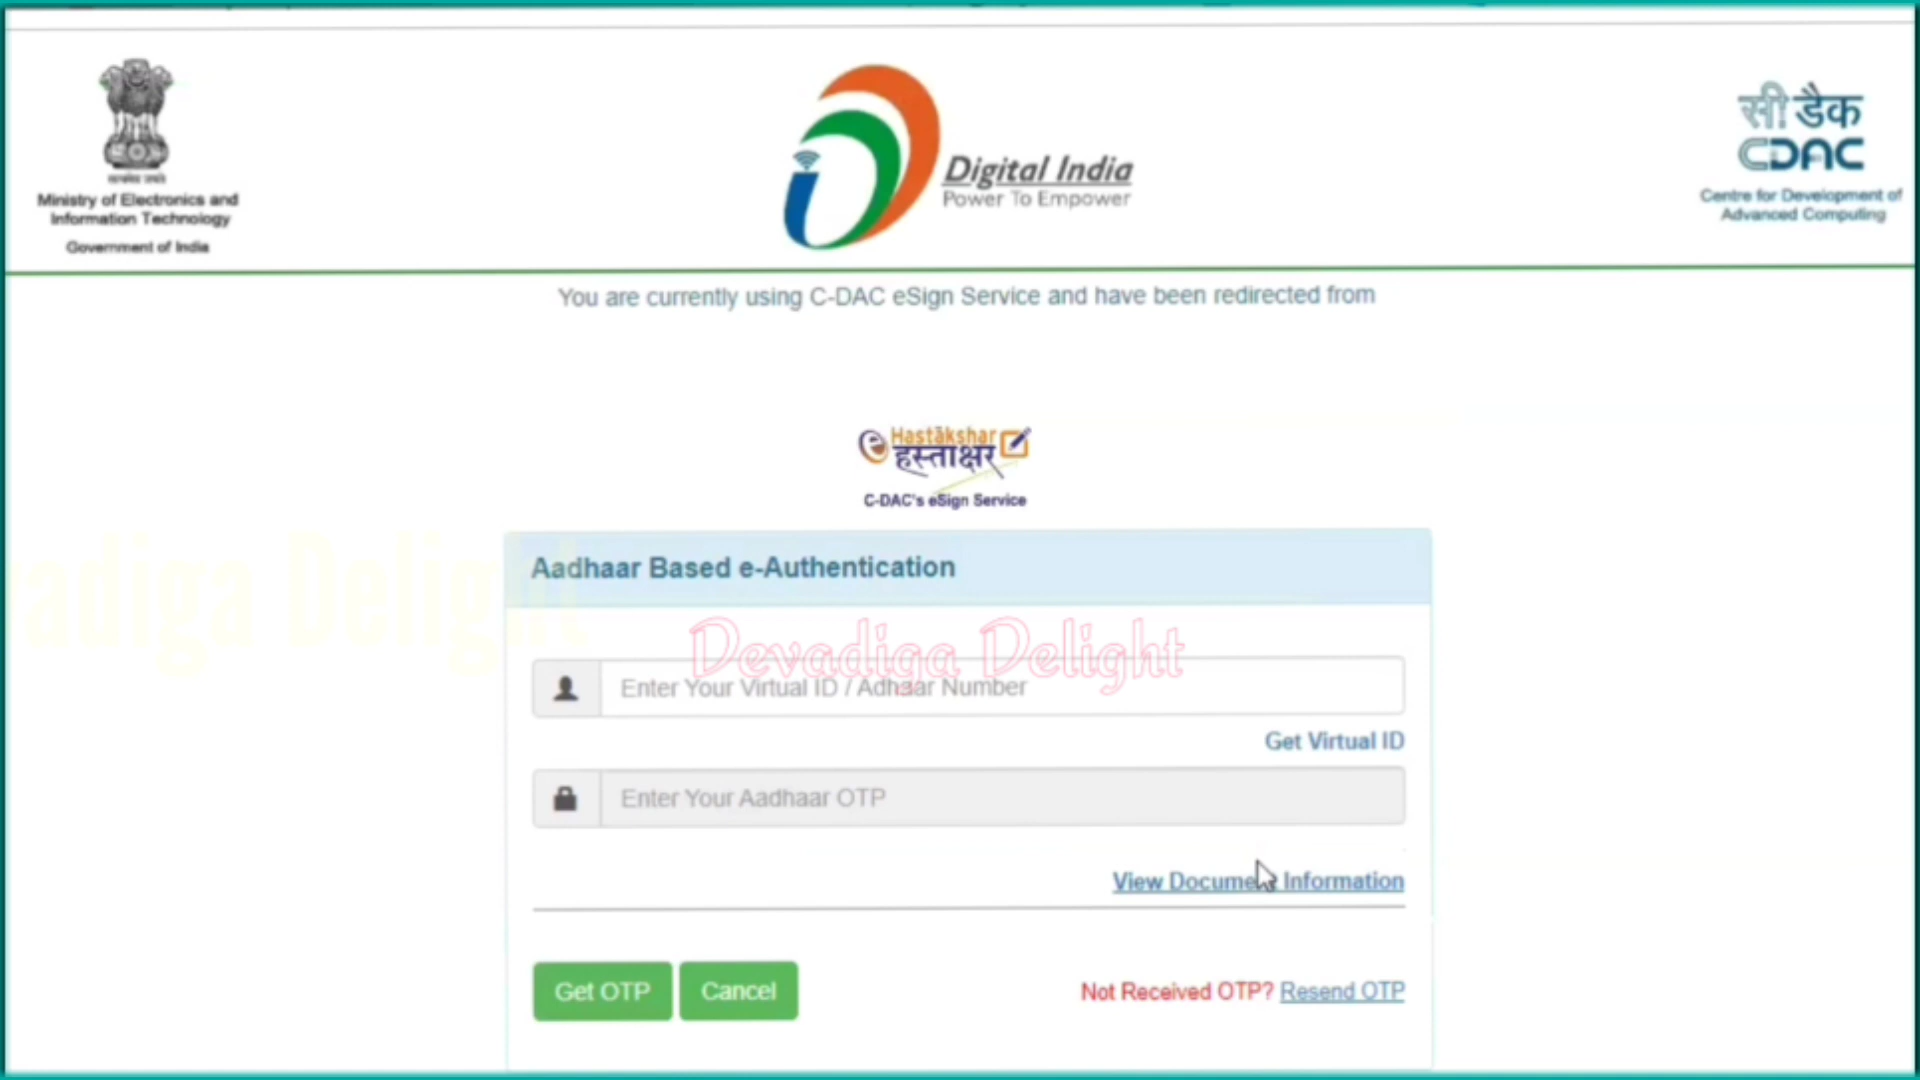 Ministry of Electronics and
Information Technology
Government of India
Digital India
Power To Empower
सी डैक
CDAC
Centre for Development of
Advanced Computing
You are currently using C-DAC eSign Service and have been redirected from
e Hastākshar
हस्ताक्षर
C-DAC's eSign Service
adiga Delight
Aadhaar Based e-Authentication
Devadiga Delight
Enter Your Virtual ID / Adhaar Number
Get Virtual ID
Enter Your Aadhaar OTP
View Document Information
Get OTP
Cancel
Not Received OTP? Resend OTP